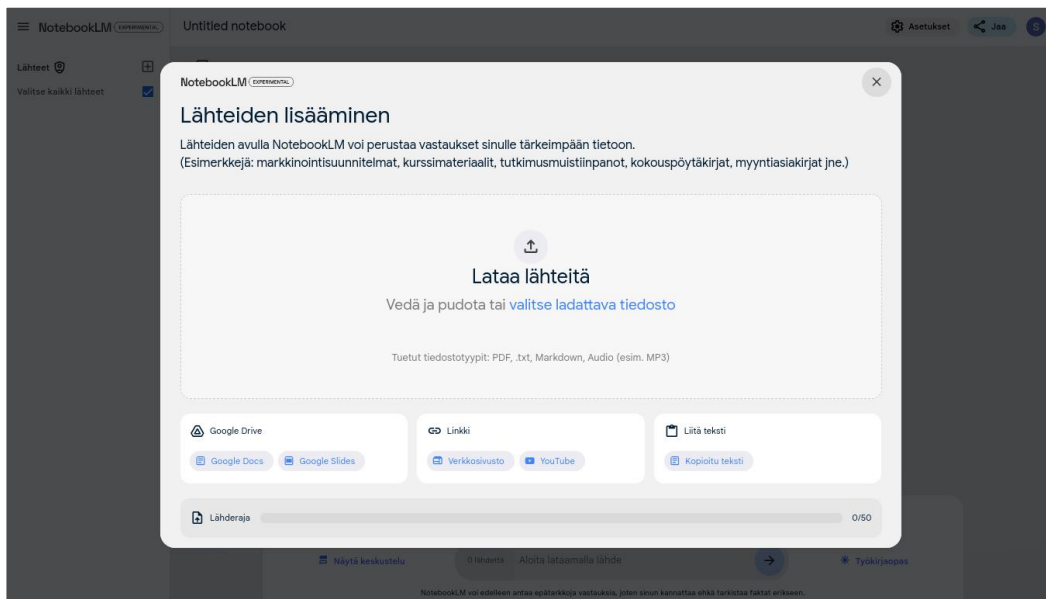 NotebookLM EXPERIMENTAL
Untitled notebook
Asetukset
Jaa
S
Lähteet
Valitse kaikki lähteet
NotebookLM EXPERIMENTAL
Lähteiden lisääminen
Lähteiden avulla NotebookLM voi perustaa vastaukset sinulle tärkeimpään tietoon.
(Esimerkkejä: markkinointisuunnitelmat, kurssimateriaalit, tutkimusmuistiinpanot, kokouspöytäkirjat, myyntiasiakirjat jne.)
Lataa lähteitä
Vedä ja pudota tai valitse ladattava tiedosto
Tuetut tiedostotyypit: PDF, .txt, Markdown, Audio (esim. MP3)
Google Drive
Google Docs
Google Slides
Linkki
Verkkosivusto
YouTube
Liitä teksti
Kopioitu teksti
Lähderaja
0/50
Näytä keskustelu
0 lähdettä
Aloita lataamalla lähde
Työkirjaopas
NotebookLM voi edelleen antaa epätarkkoja vastauksia, joten sinun kannattaa ehkä tarkistaa faktat erikseen.